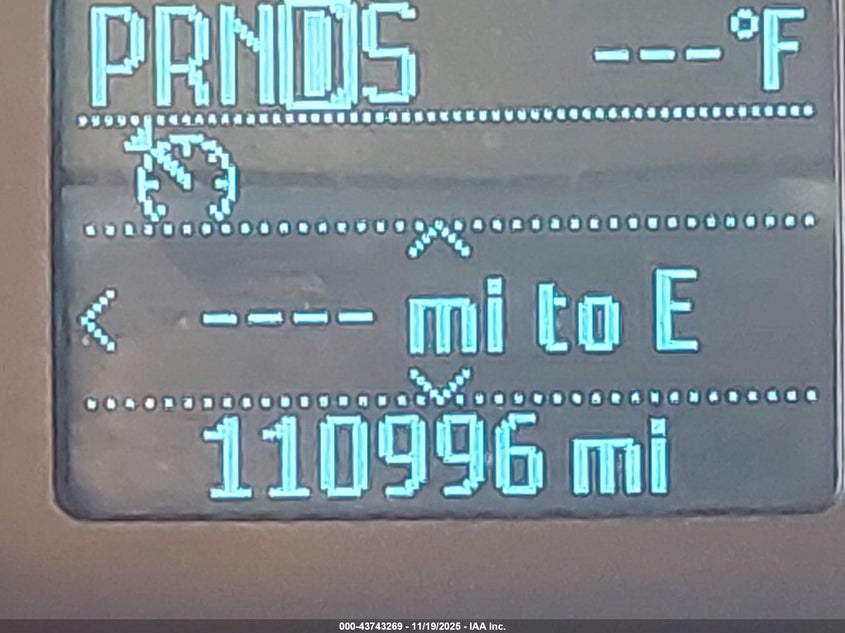 PRNDS ---°F
< ---- mi to E
110996 mi
000-43743269 - 11/19/2025 - IAA Inc.